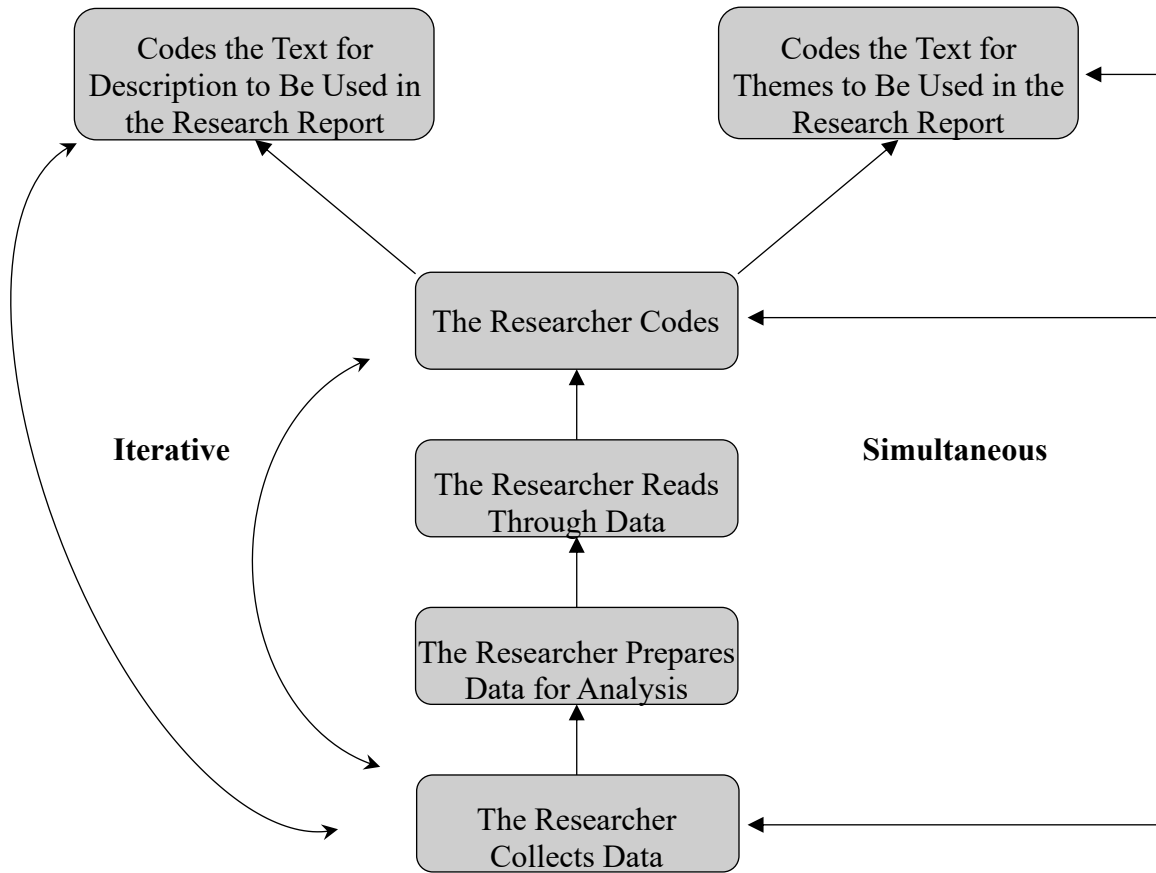 Codes the Text for
Description to Be Used in
the Research Report
Codes the Text for
Themes to Be Used in the
Research Report
The Researcher Codes
Iterative
Simultaneous
The Researcher Reads
Through Data
The Researcher Prepares
Data for Analysis
The Researcher
Collects Data